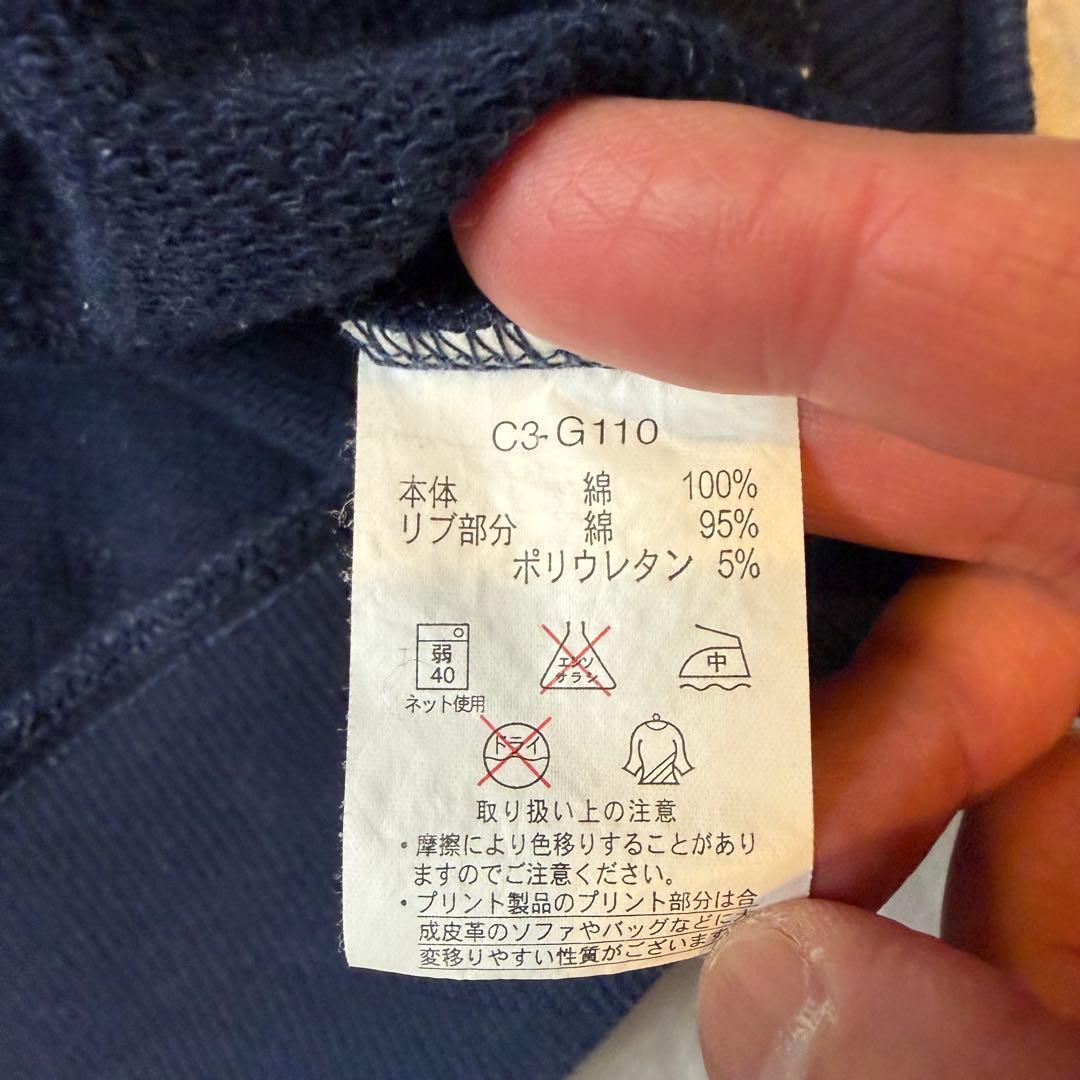 C3-G110
本体 綿 100%
リブ部分 綿 95%
ポリウレタン 5%
弱
40
ネット使用
エンソ
サラシ
中
ドライ
取り扱い上の注意
・摩擦により色移りすることがあり
ますのでご注意ください。
・プリント製品のプリント部分は合
成皮革のソファやバッグなどに大
変移りやすい性質がございます